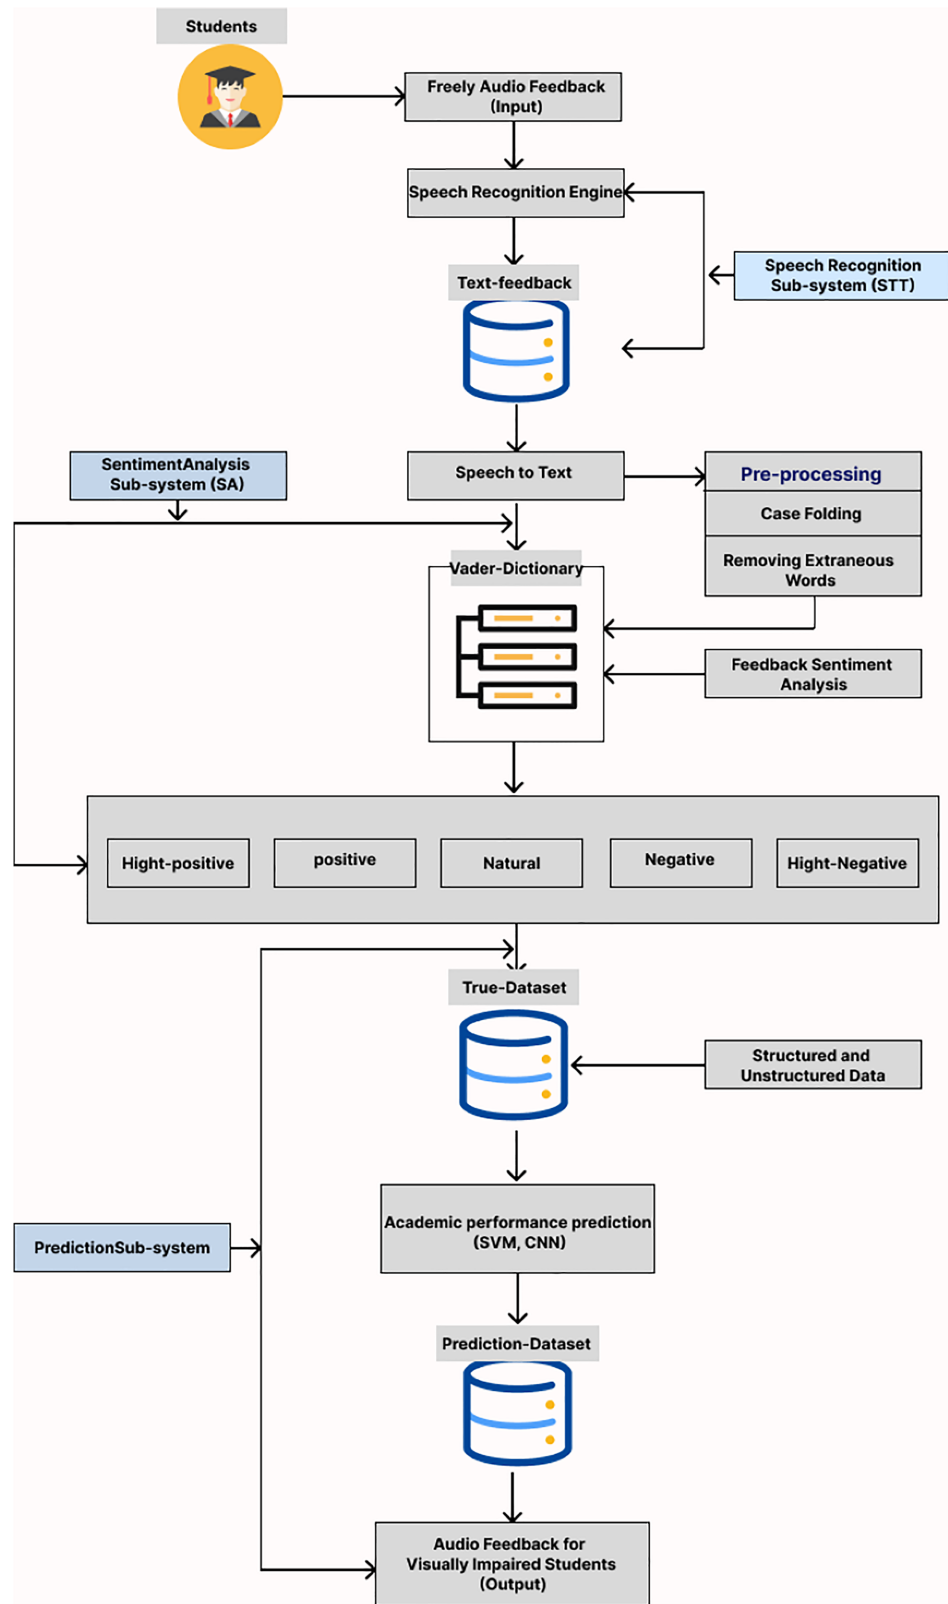 Students
Freely Audio Feedback
(Input)
Speech Recognition Engine
Speech Recognition
Sub-system (STT)
Text-feedback
SentimentAnalysis
Sub-system (SA)
Speech to Text
Pre-processing
Case Folding
Removing Extraneous
Words
Vader-Dictionary
Feedback Sentiment
Analysis
Hight-positive
positive
Natural
Negative
Hight-Negative
True-Dataset
Structured and
Unstructured Data
Academic performance prediction
(SVM, CNN)
PredictionSub-system
Prediction-Dataset
Audio Feedback for
Visually Impaired Students
(Output)